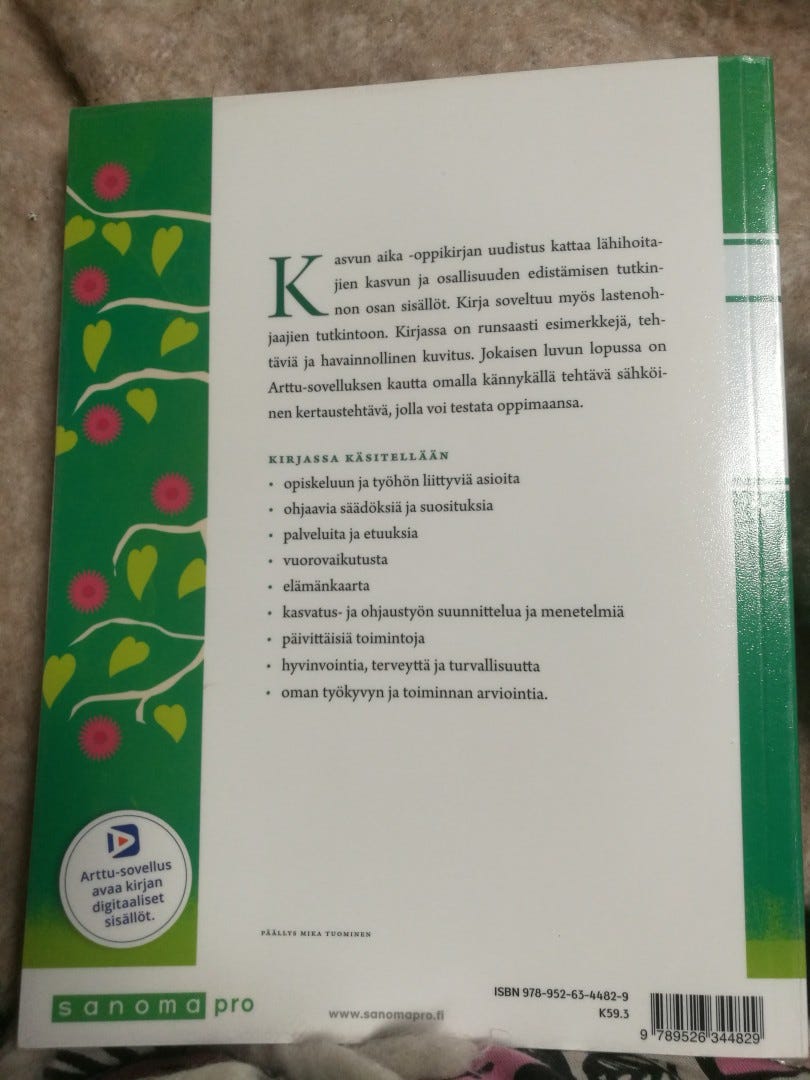 Kasvun aika -oppikirjan uudistus kattaa lähihoita-
jien kasvun ja osallisuuden edistämisen tutkin-
non osan sisällöt. Kirja soveltuu myös lastenoh-
jaajien tutkintoon. Kirjassa on runsaasti esimerkkejä, teh-
täviä ja havainnollinen kuvitus. Jokaisen luvun lopussa on
Arttu-sovelluksen kautta omalla kännykällä tehtävä sähköi-
nen kertaustehtävä, jolla voi testata oppimaansa.
KIRJASSA KÄSITELLÄÄN
• opiskeluun ja työhön liittyviä asioita
• ohjaavia säädöksiä ja suosituksia
• palveluita ja etuuksia
• vuorovaikutusta
• elämänkaarta
• kasvatus- ja ohjaustyön suunnittelua ja menetelmiä
• päivittäisiä toimintoja
• hyvinvointia, terveyttä ja turvallisuutta
• oman työkyvyn ja toiminnan arviointia.
Arttu-sovellus
avaa kirjan
digitaaliset
sisällöt.
PÄÄLLYS MIKA TUOMINEN
sanoma pro
www.sanomapro.fi
ISBN 978-952-63-4482-9
K59.3
9 789526 344829